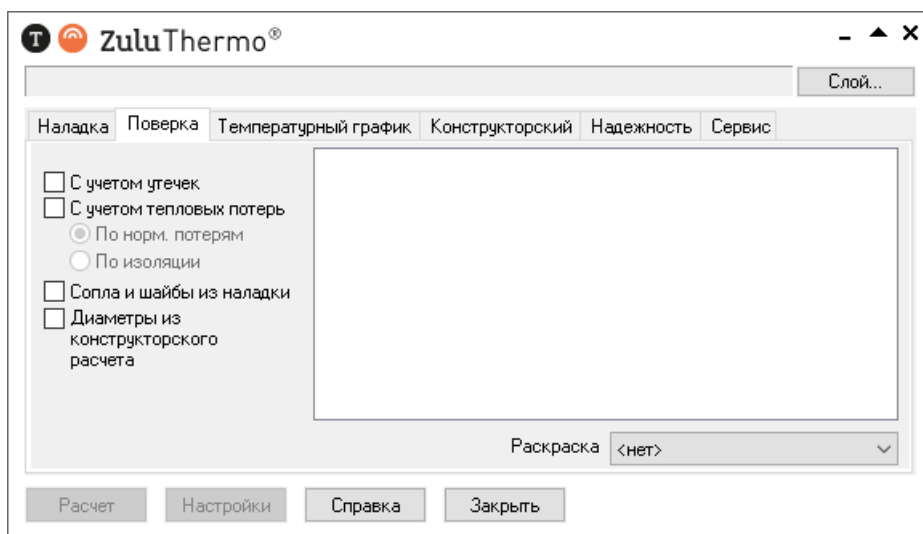 T ZuluThermo®
Слой...
Наладка Поверка Температурный график Конструкторский Надежность Сервис
С учетом утечек
С учетом тепловых потерь
По норм. потерям
По изоляции
Сопла и шайбы из наладки
Диаметры из
конструкторского
расчета
Раскраска <нет>
Расчет Настройки Справка Закрыть